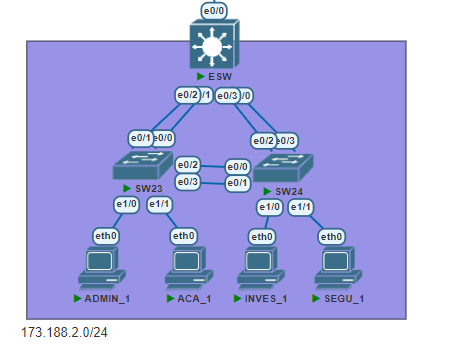 e0/0
ESW
e0/2 /1 e0/3 /0
e0/1 e0/0 e0/2 e0/3
e0/2 e0/0
e0/3 e0/1
SW23 SW24
e1/0 e1/1 e1/0 e1/1
eth0 eth0 eth0 eth0
ADMIN_1 ACA_1 INVES_1 SEGU_1
173.188.2.0/24